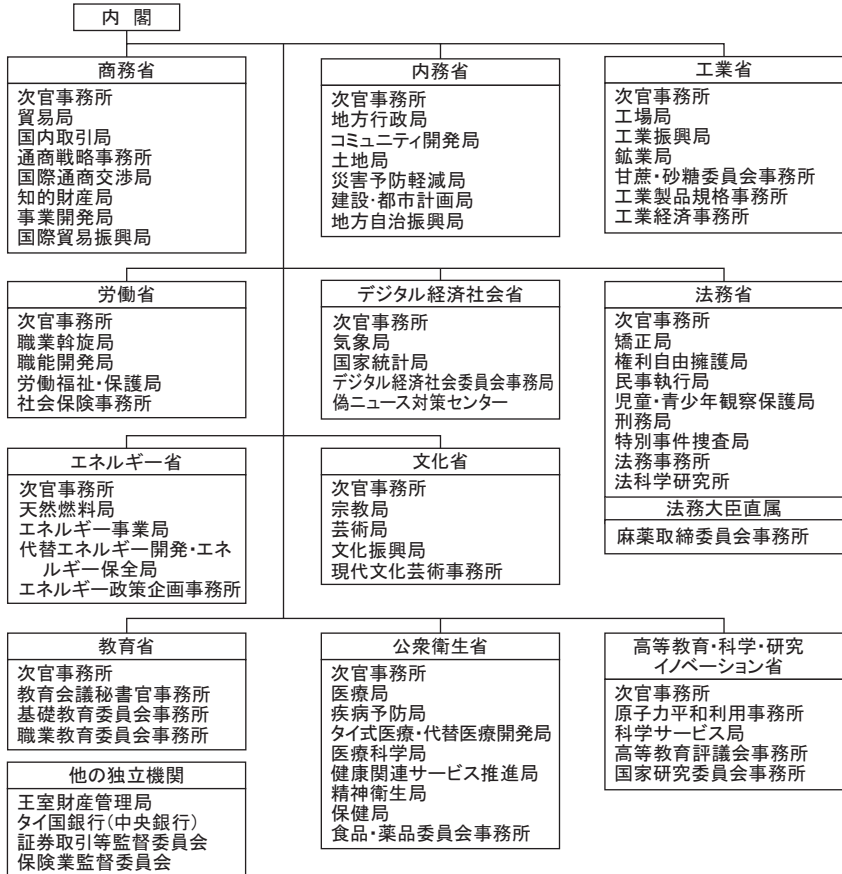 内 閣
商務省
次官事務所
貿易局
国内取引局
通商戦略事務所
国際通商交渉局
知的財産局
事業開発局
国際貿易振興局
内務省
次官事務所
地方行政局
コミュニティ開発局
土地局
災害予防軽減局
建設・都市計画局
地方自治振興局
工業省
次官事務所
工場局
工業振興局
鉱業局
甘蔗・砂糖委員会事務所
工業製品規格事務所
工業経済事務所
労働省
次官事務所
職業斡旋局
職能開発局
労働福祉・保護局
社会保険事務所
デジタル経済社会省
次官事務所
気象局
国家統計局
デジタル経済社会委員会事務局
偽ニュース対策センター
法務省
次官事務所
矯正局
権利自由擁護局
民事執行局
児童・青少年観察保護局
刑務局
特別事件捜査局
法務事務所
法科学研究所
法務大臣直属
麻薬取締委員会事務所
エネルギー省
次官事務所
天然燃料局
エネルギー事業局
代替エネルギー開発・エネ
ルギー保全局
エネルギー政策企画事務所
文化省
次官事務所
宗教局
芸術局
文化振興局
現代文化芸術事務所
教育省
次官事務所
教育会議秘書官事務所
基礎教育委員会事務所
職業教育委員会事務所
公衆衛生省
次官事務所
医療局
疾病予防局
タイ式医療・代替医療開発局
医療科学局
健康関連サービス推進局
精神衛生局
保健局
食品・薬品委員会事務所
高等教育・科学・研究
イノベーション省
次官事務所
原子力平和利用事務所
科学サービス局
高等教育評議会事務所
国家研究委員会事務所
他の独立機関
王室財産管理局
タイ国銀行(中央銀行)
証券取引等監督委員会
保険業監督委員会